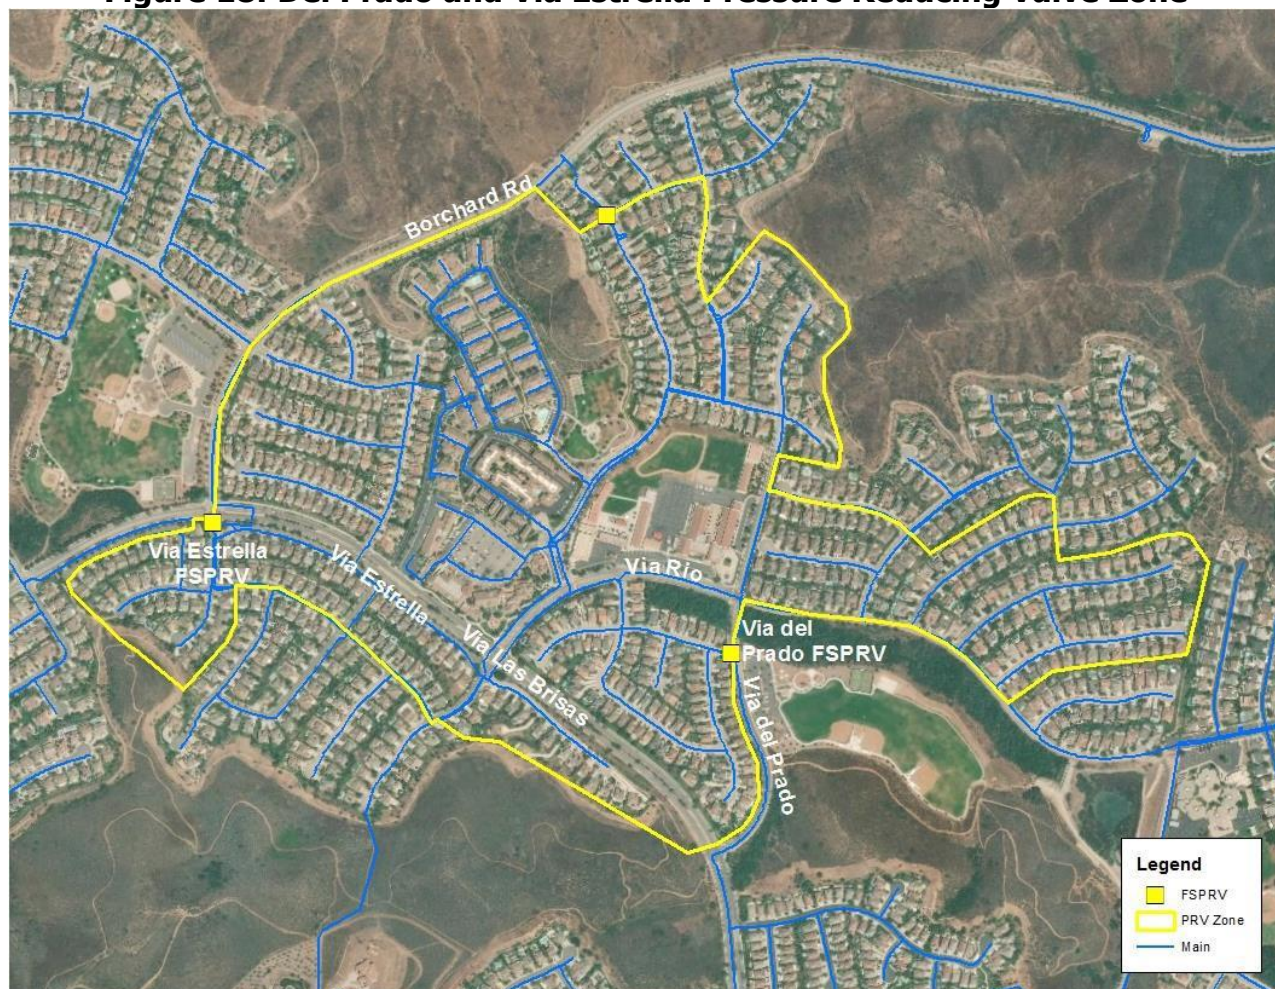 Figure 18: Del Prado and Via Estrella Pressure Reducing Valve Zone
Borchard Rd
Via Estrella
FSPRV
Via Estrella
Via Rio
Via Las Brisas
Via del
Prado FSPRV
Via del Prado
Legend
FSPRV
PRV Zone
Main